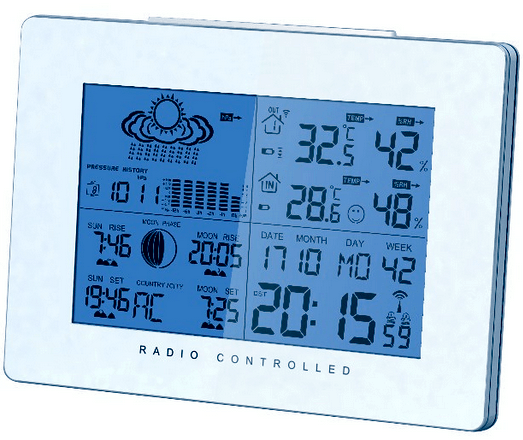 OUT TEMP %RH
32.5 °C 42 %
PRESSURE HISTORY
1011
IN TEMP %RH
28.6 °C 48 %
SUN RISE MOON PHASE MOON RISE
7:46 20:05
SUN SET COUNTRY/CITY MOON SET
19:46 AC 7:25
DATE MONTH DAY WEEK
17 10 MO 42
DST
20:15 59
RADIO CONTROLLED